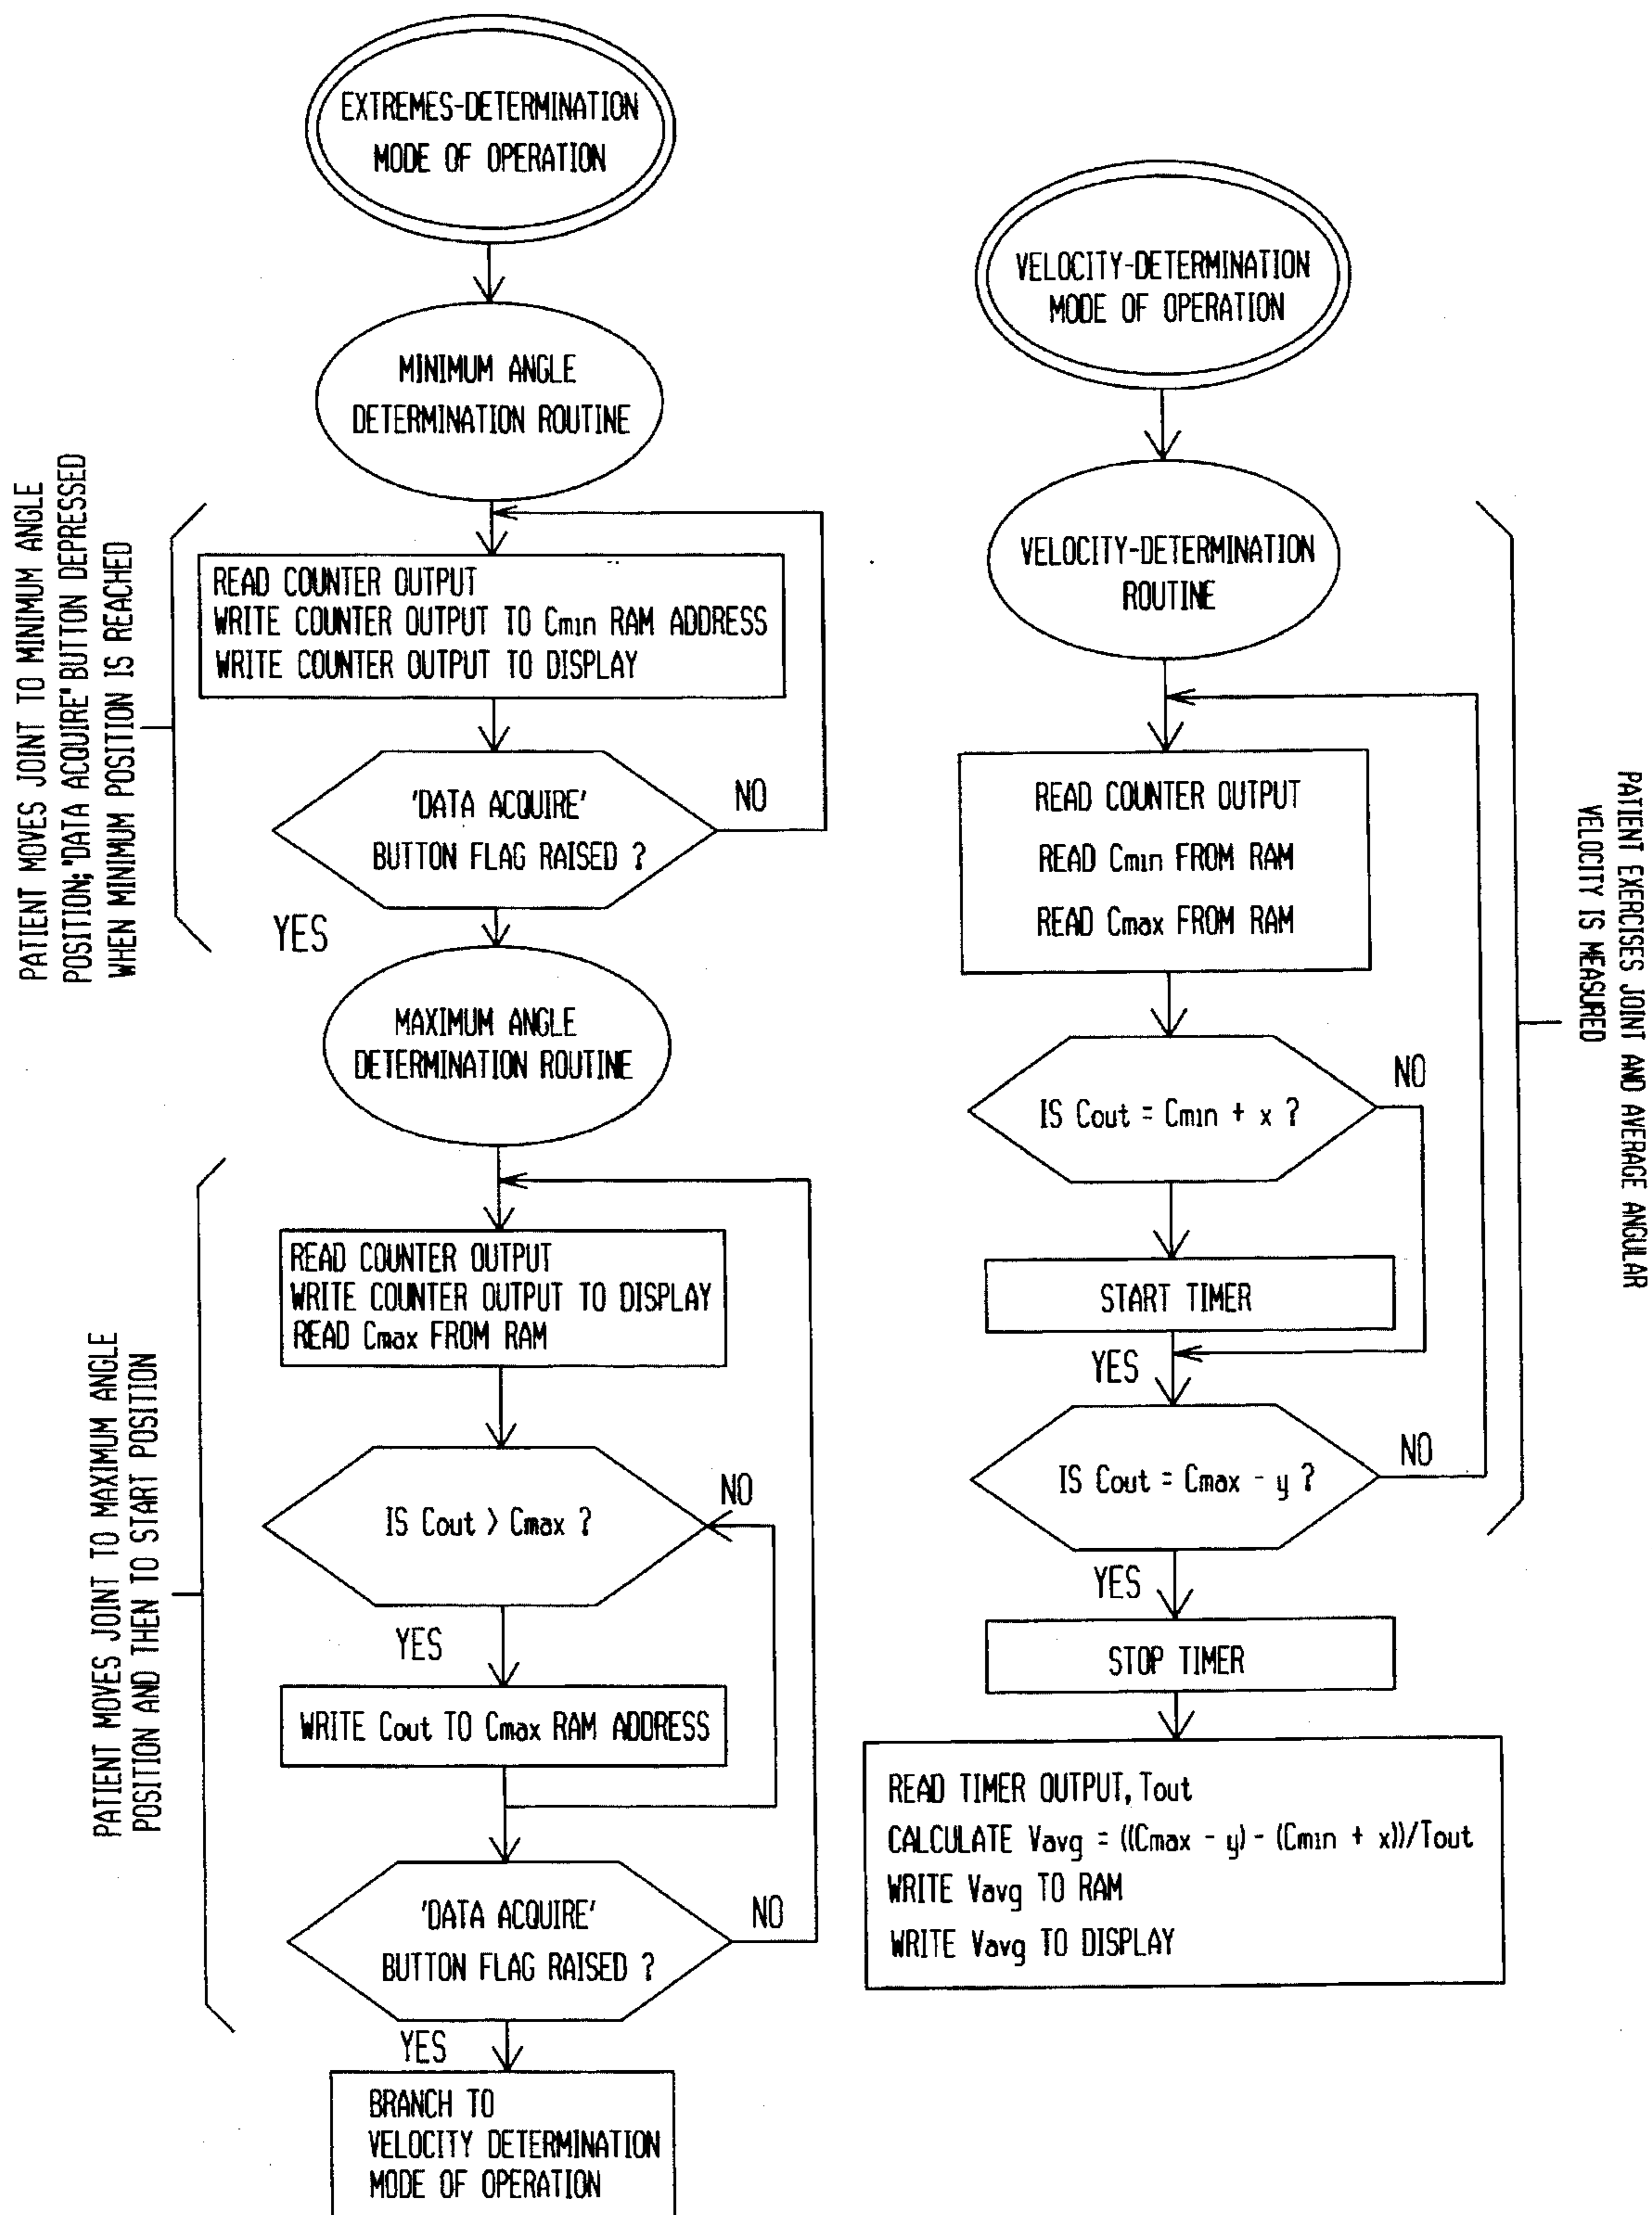 EXTREMES-DETERMINATION
MODE OF OPERATION
MINIMUM ANGLE
DETERMINATION ROUTINE
PATIENT MOVES JOINT TO MINIMUM ANGLE
POSITION; "DATA ACQUIRE" BUTTON DEPRESSED
WHEN MINIMUM POSITION IS REACHED
READ COUNTER OUTPUT
WRITE COUNTER OUTPUT TO Cmin RAM ADDRESS
WRITE COUNTER OUTPUT TO DISPLAY
'DATA ACQUIRE'
BUTTON FLAG RAISED ?
NO
YES
MAXIMUM ANGLE
DETERMINATION ROUTINE
PATIENT MOVES JOINT TO MAXIMUM ANGLE
POSITION AND THEN TO START POSITION
READ COUNTER OUTPUT
WRITE COUNTER OUTPUT TO DISPLAY
READ Cmax FROM RAM
IS Cout > Cmax ?
NO
YES
WRITE Cout TO Cmax RAM ADDRESS
'DATA ACQUIRE'
BUTTON FLAG RAISED ?
NO
YES
BRANCH TO
VELOCITY DETERMINATION
MODE OF OPERATION
VELOCITY-DETERMINATION
MODE OF OPERATION
VELOCITY-DETERMINATION
ROUTINE
PATIENT EXERCISES JOINT AND AVERAGE ANGULAR
VELOCITY IS MEASURED
READ COUNTER OUTPUT
READ Cmin FROM RAM
READ Cmax FROM RAM
IS Cout = Cmin + x ?
NO
START TIMER
YES
IS Cout = Cmax - y ?
NO
YES
STOP TIMER
READ TIMER OUTPUT, Tout
CALCULATE Vavg = ((Cmax - y) - (Cmin + x))/Tout
WRITE Vavg TO RAM
WRITE Vavg TO DISPLAY